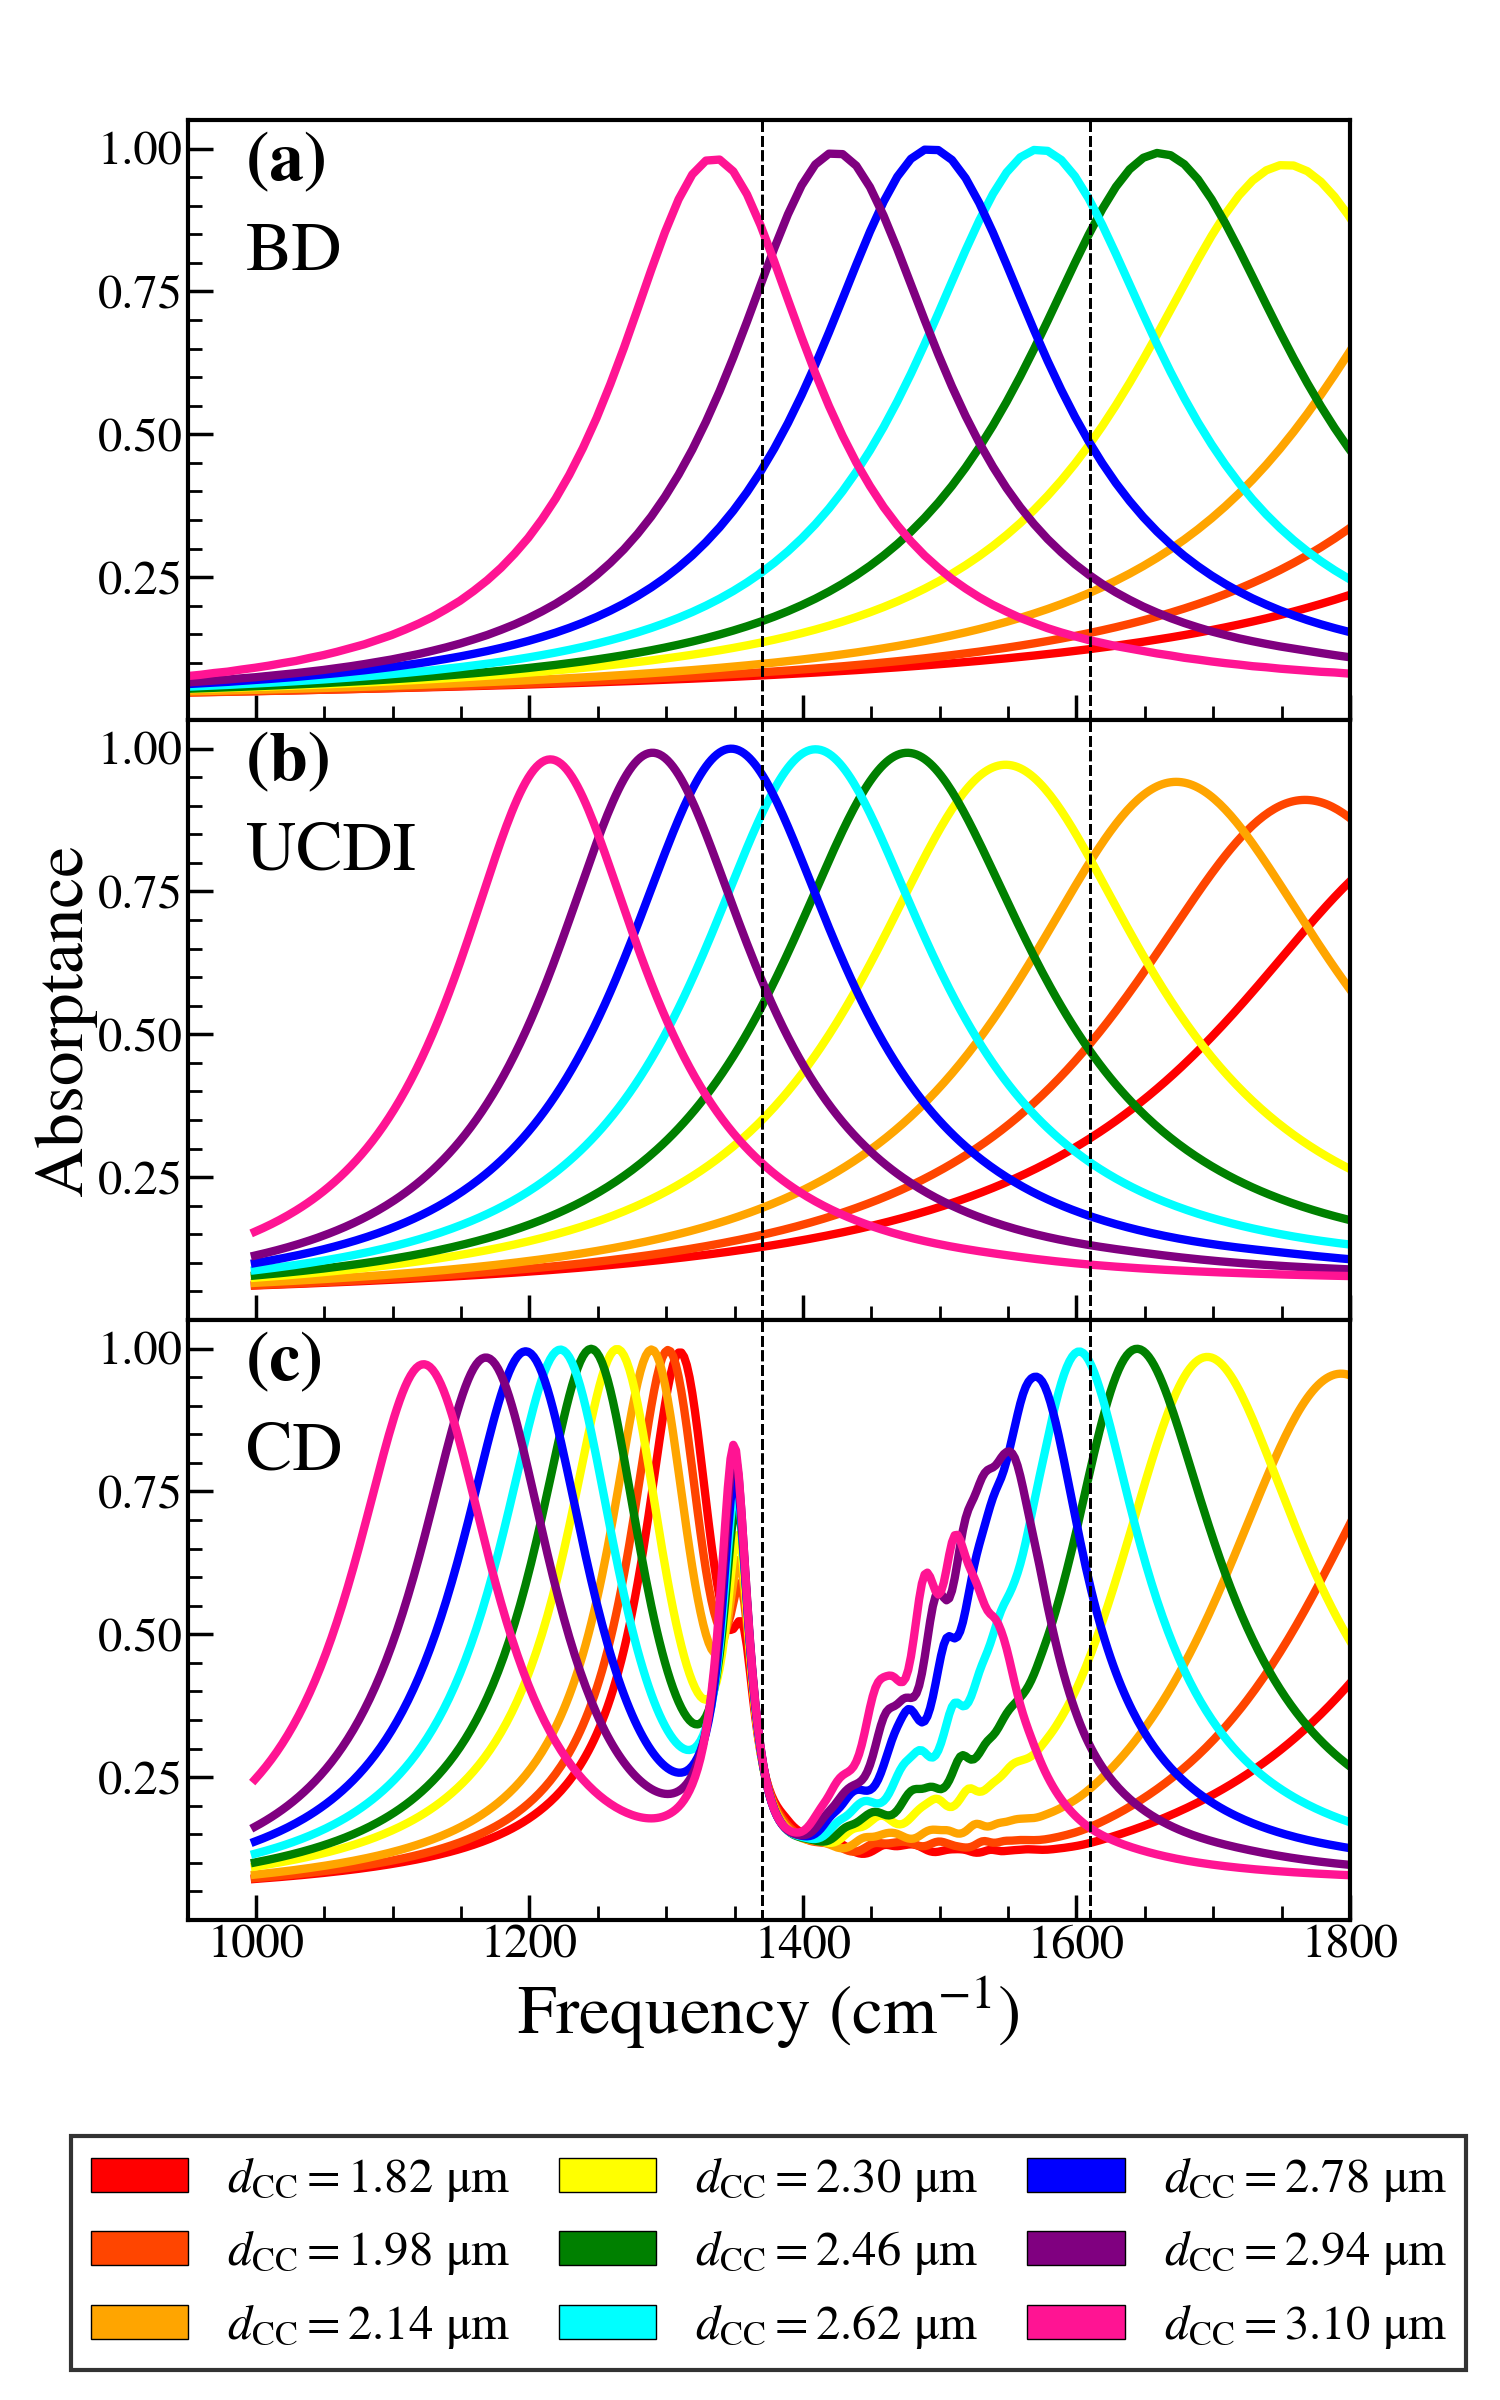 (a)
BD
1.00
0.75
0.50
0.25
(b)
UCDI
1.00
0.75
0.50
0.25
Absorptance
(c)
CD
1.00
0.75
0.50
0.25
1000 1200 1400 1600 1800
Frequency (cm⁻¹)
d_CC = 1.82 μm d_CC = 2.30 μm d_CC = 2.78 μm
d_CC = 1.98 μm d_CC = 2.46 μm d_CC = 2.94 μm
d_CC = 2.14 μm d_CC = 2.62 μm d_CC = 3.10 μm